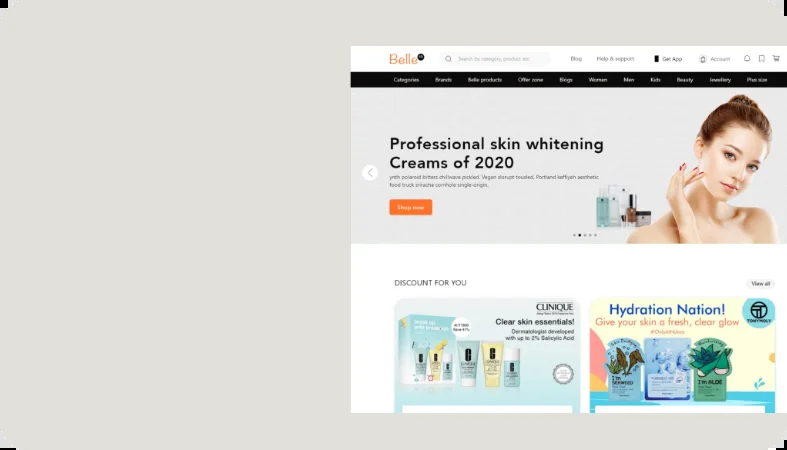 Belle
Search by category, product etc
Blog
Help & support
Get App
Account
Categories
Brands
Belle products
Offer zone
Blogs
Women
Men
Kids
Beauty
Jewellery
Plus size
Professional skin whitening
Creams of 2020
ynth polaroid bitters chillwave pickled. Vegan disrupt tousled, Portland keffiyeh aesthetic
food truck sriracha cornhole single-origin.
Shop now
DISCOUNT FOR YOU
View all
CLINIQUE
Clear skin essentials!
Dermatologist developed
with up to 2% Salicylic Acid
Hydration Nation!
Give your skin a fresh, clear glow
TONYMOLY
I'm
SEAWEED
I'm ALOE